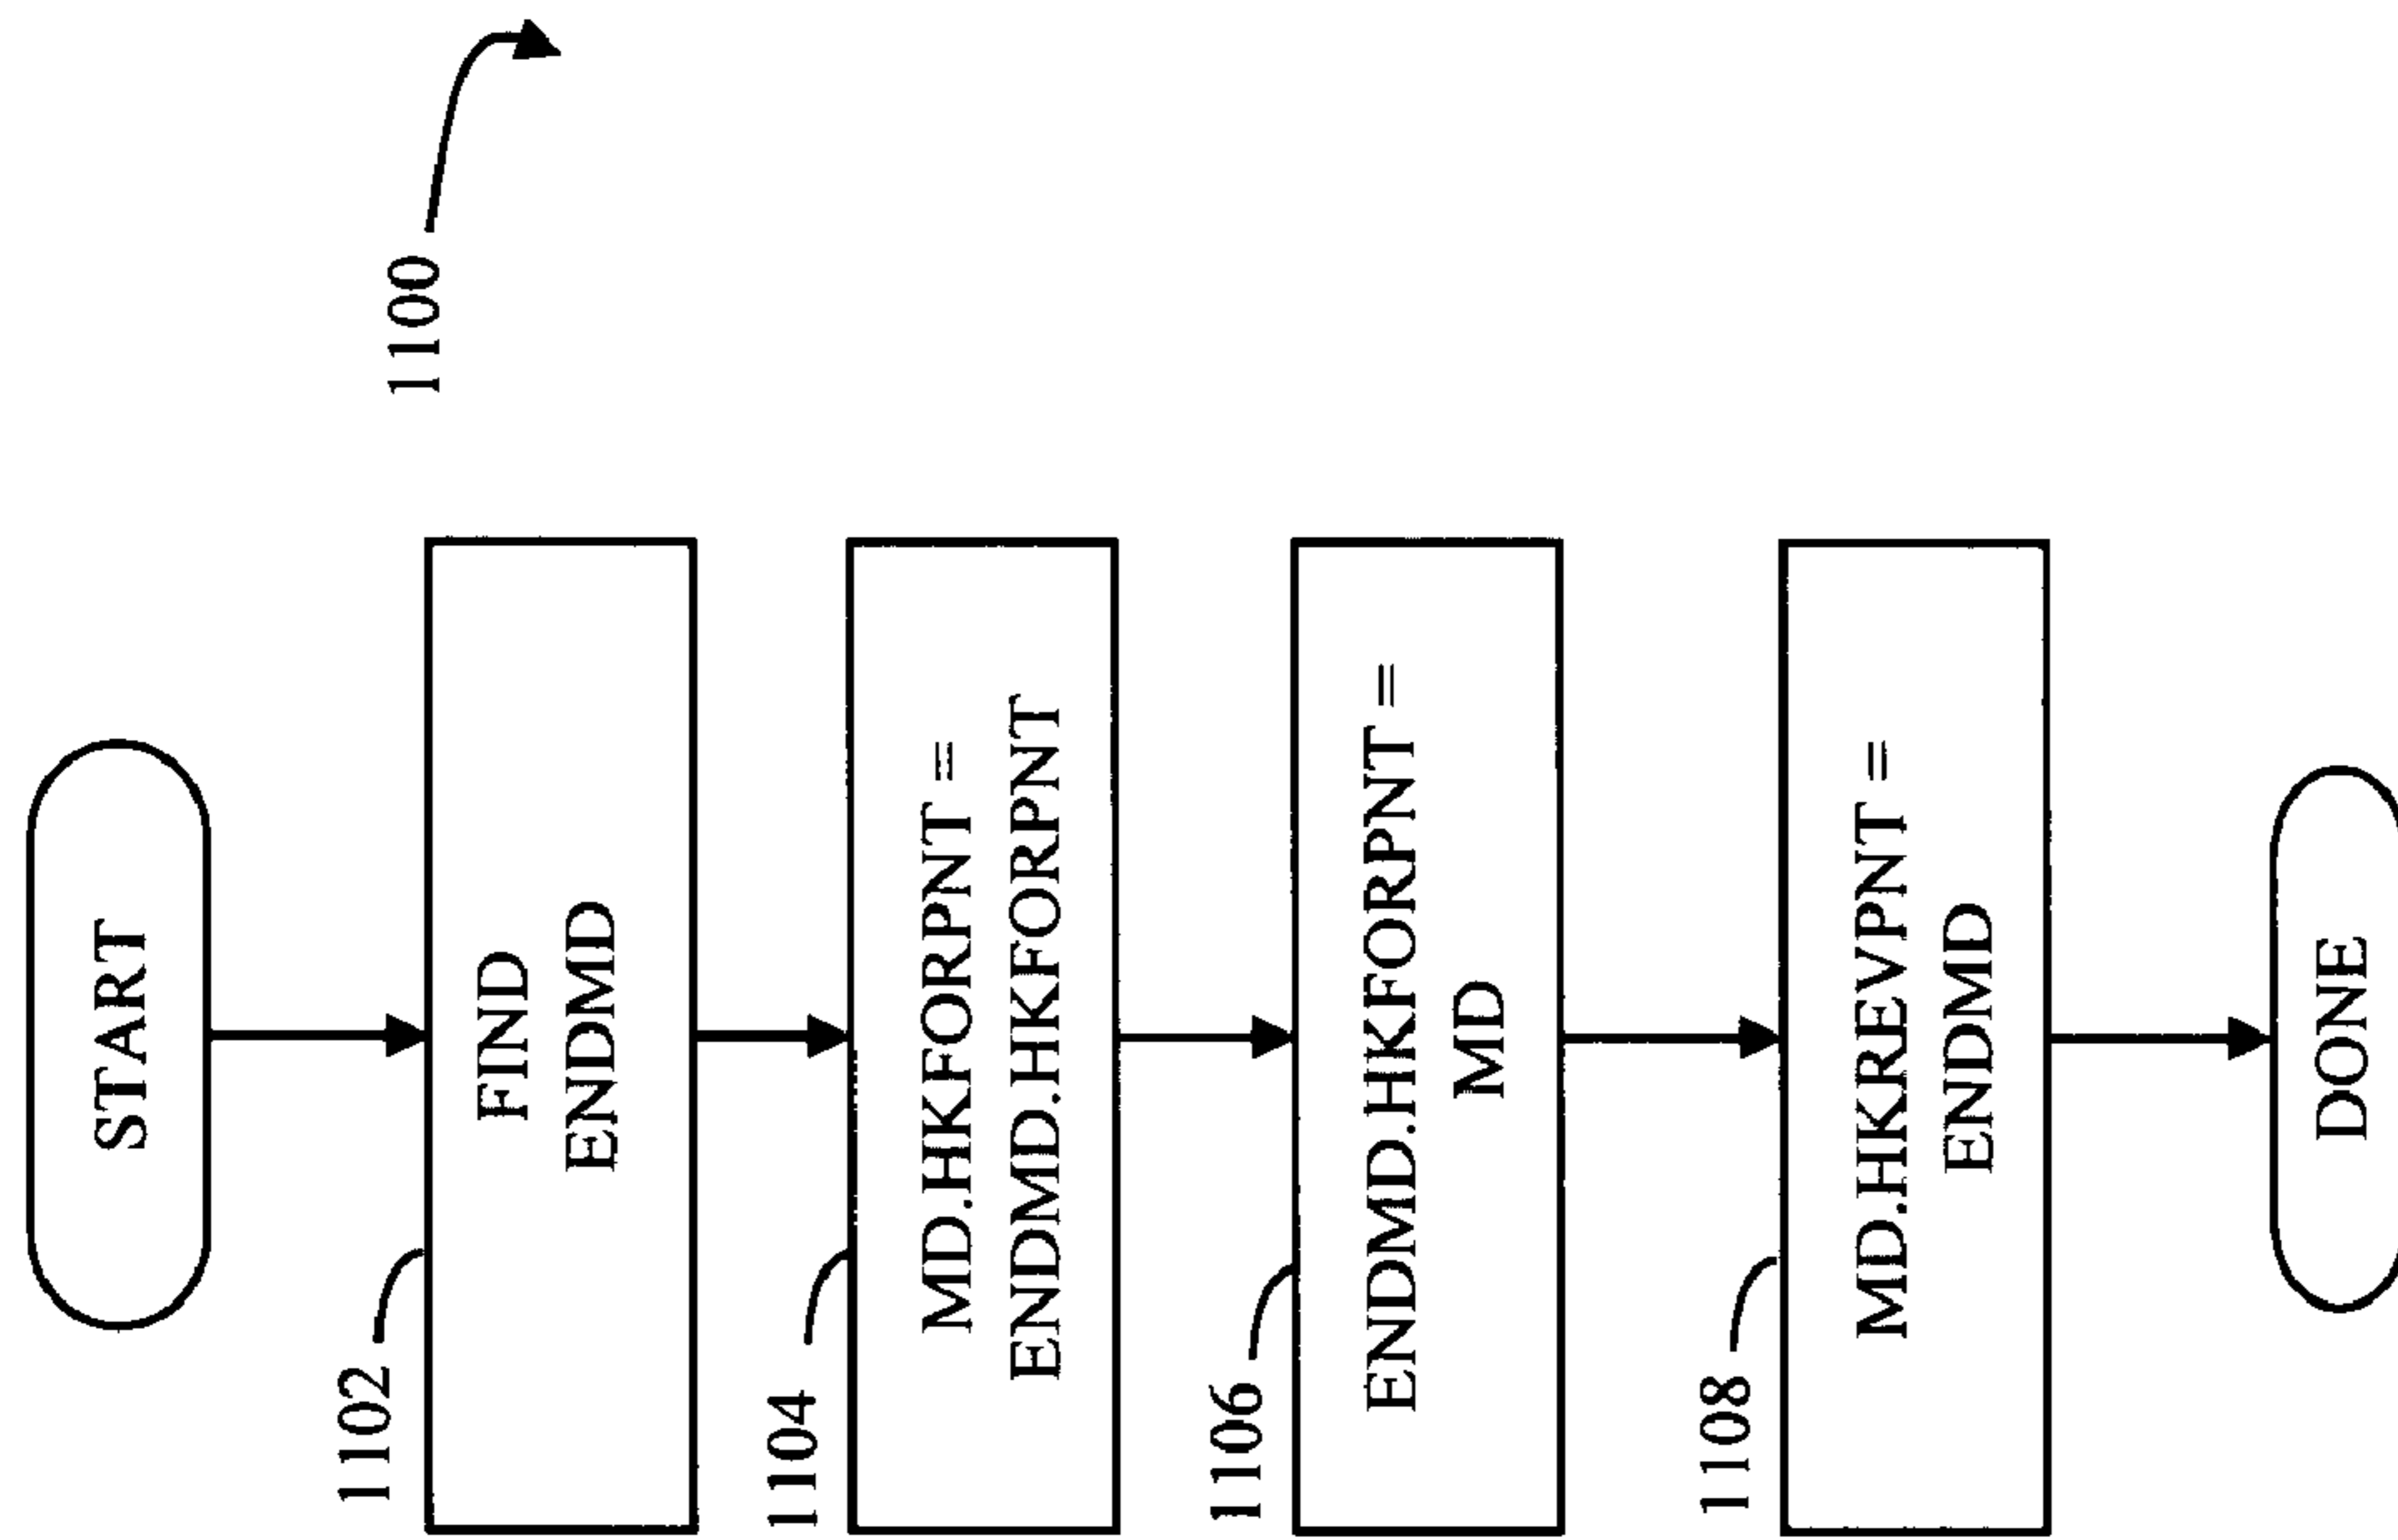 1100
START
1102
FIND
ENDMD
1104
MD.HKFORPNT =
ENDMD.HKFORPNT
1106
ENDMD.HKFORPNT =
MD
1108
MD.HKREVPNT =
ENDMD
DONE